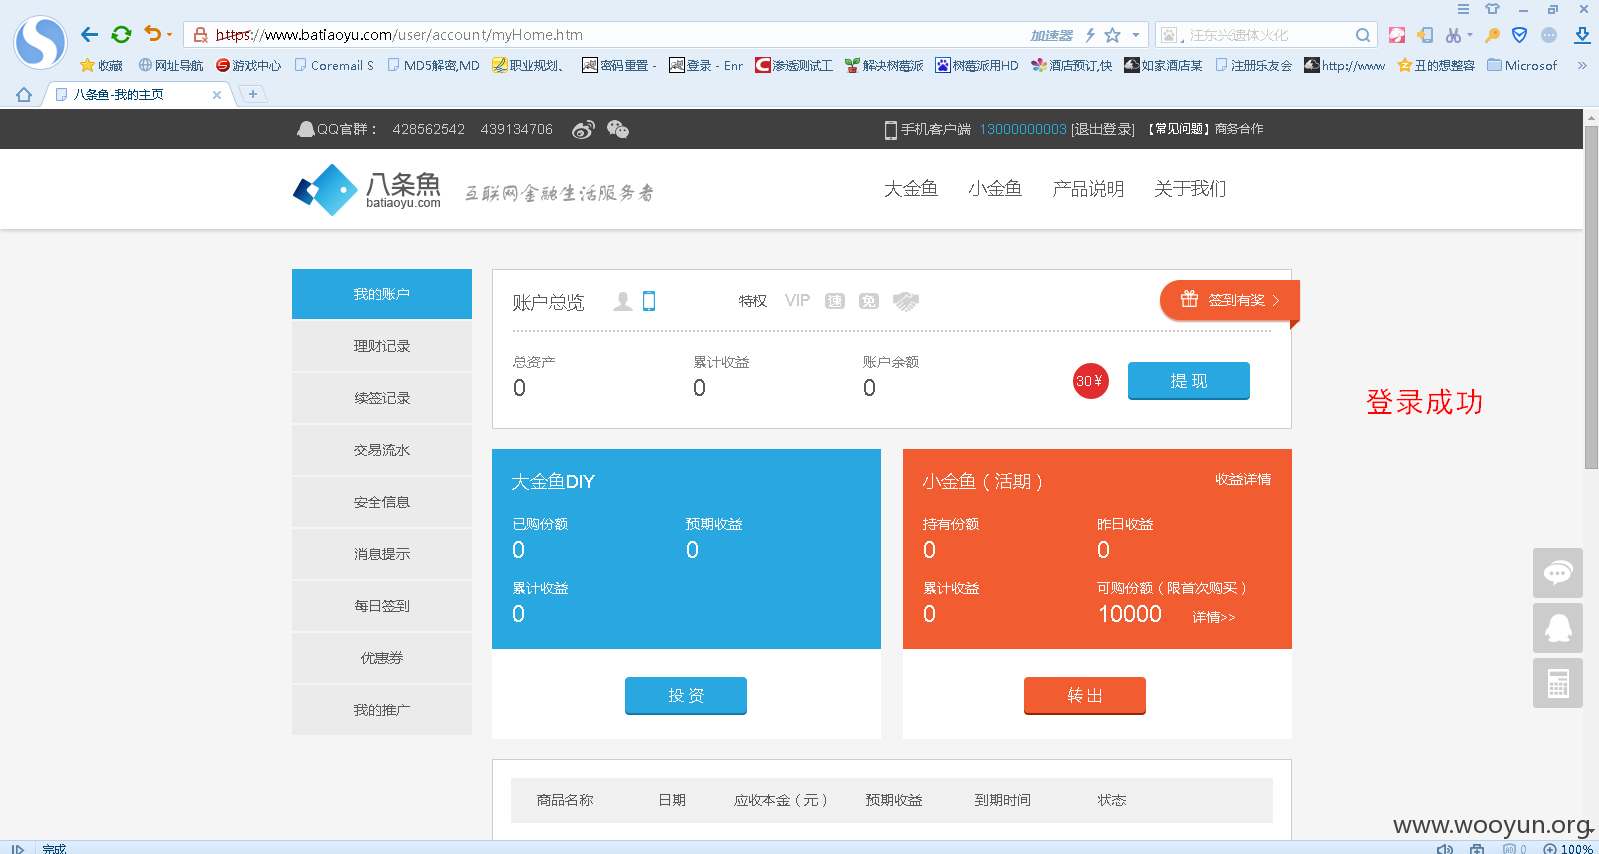 https://www.batiaoyu.com/user/account/myHome.htm
加速器
汪东兴遗体火化
收藏
网址导航
游戏中心
Coremail S
MD5解密,MD
职业规划、
密码重置 -
登录 - Enr
渗透测试工
解决树莓派
树莓派用HD
酒店预订,快
如家酒店某
注册乐友会
http://www
丑的想整容
Microsof
八条鱼-我的主页
QQ官群： 428562542 439134706
手机客户端 13000000003 [退出登录] 【常见问题】商务合作
八条魚
batiaoyu.com
互联网金融生活服务者
大金鱼 小金鱼 产品说明 关于我们
我的账户
理财记录
续签记录
交易流水
安全信息
消息提示
每日签到
优惠券
我的推广
账户总览 特权 VIP 速 免
签到有奖
总资产 累计收益 账户余额
0 0 0
30¥ 提现
登录成功
大金鱼DIY
已购份额 预期收益
0 0
累计收益
0
投资
小金鱼（活期） 收益详情
持有份额 昨日收益
0 0
累计收益 可购份额（限首次购买）
0 10000 详情>>
转出
商品名称 日期 应收本金（元） 预期收益 到期时间 状态
www.wooyun.org
完成
0
100%